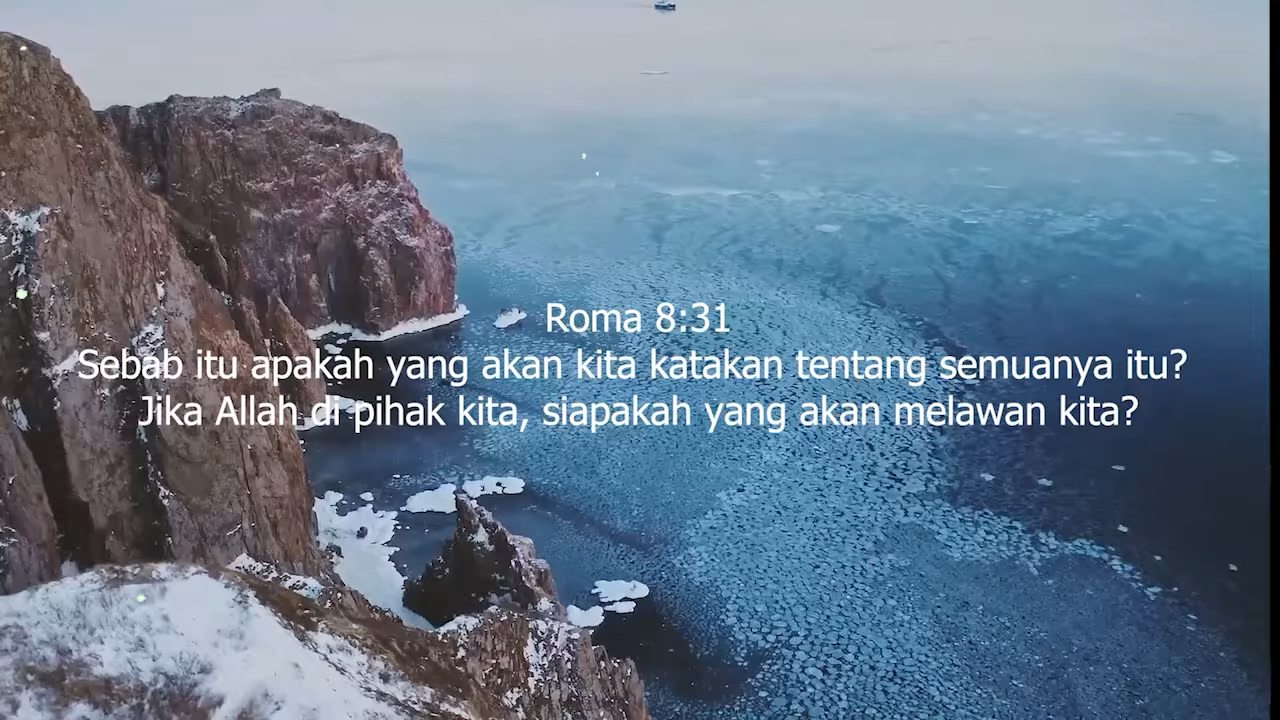 Roma 8:31
Sebab itu apakah yang akan kita katakan tentang semuanya itu?
Jika Allah di pihak kita, siapakah yang akan melawan kita?